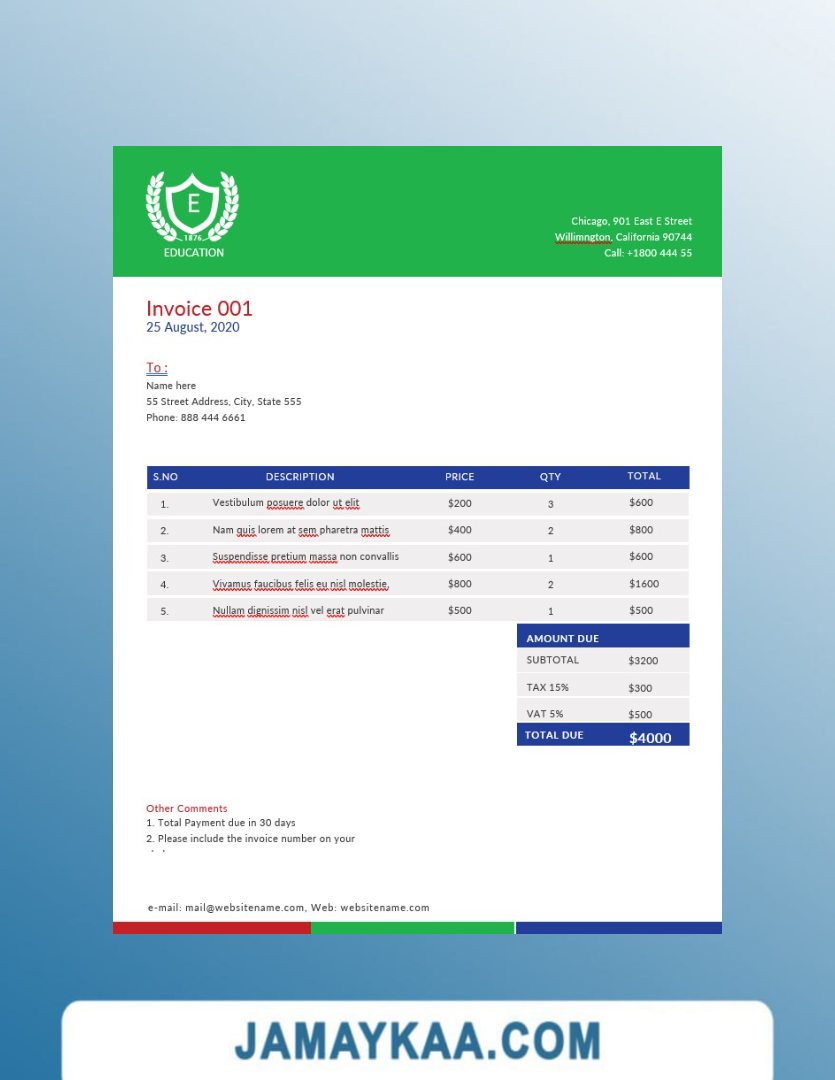 E
1876
EDUCATION
Chicago, 901 East E Street
Willimngton, California 90744
Call: +1800 444 55
Invoice 001
25 August, 2020
To :
Name here
55 Street Address, City, State 555
Phone: 888 444 6661
S.NO DESCRIPTION PRICE QTY TOTAL
1. Vestibulum posuere dolor ut elit $200 3 $600
2. Nam quis lorem at sem pharetra mattis $400 2 $800
3. Suspendisse pretium massa non convallis $600 1 $600
4. Vivamus faucibus felis eu nisl molestie, $800 2 $1600
5. Nullam dignissim nisl vel erat pulvinar $500 1 $500
AMOUNT DUE
SUBTOTAL $3200
TAX 15% $300
VAT 5% $500
TOTAL DUE $4000
Other Comments
1. Total Payment due in 30 days
2. Please include the invoice number on your
e-mail: mail@websitename.com, Web: websitename.com
JAMAYKAA.COM